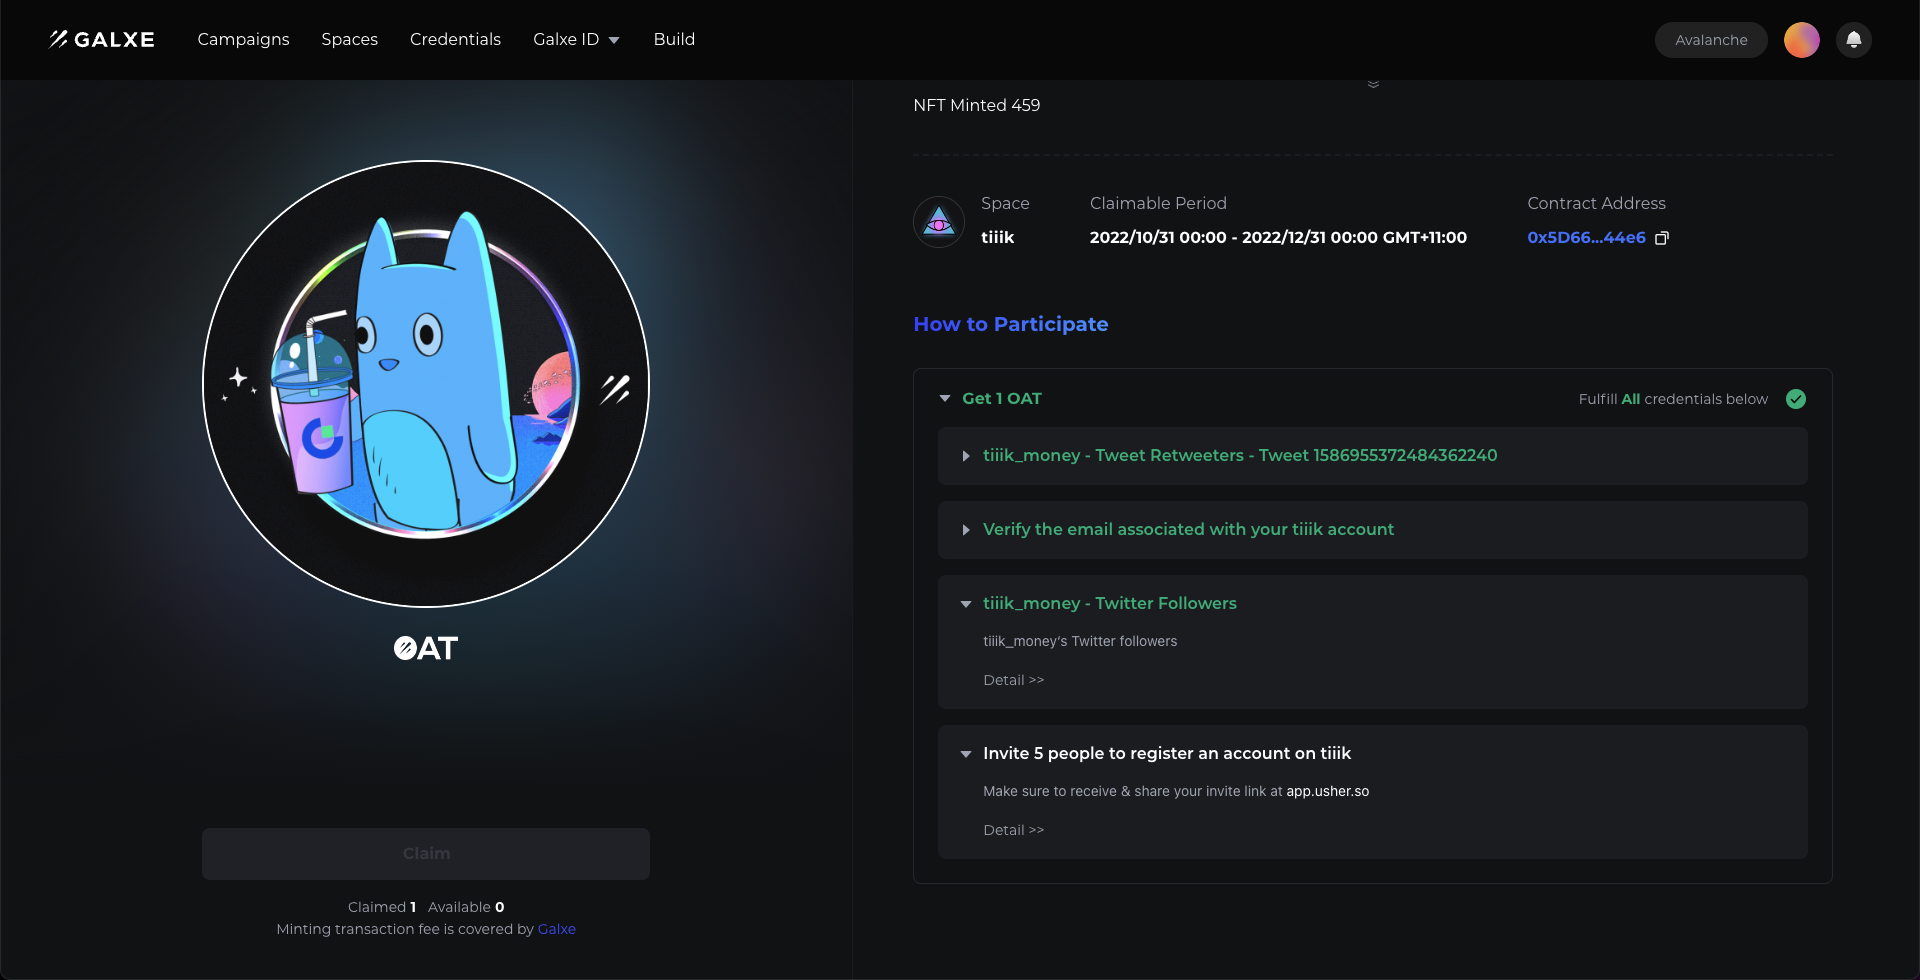 GALXE
Campaigns
Spaces
Credentials
Galxe ID
Build
Avalanche
OAT
Claim
Claimed 1 Available 0
Minting transaction fee is covered by Galxe
NFT Minted 459
Space
tiiik
Claimable Period
2022/10/31 00:00 - 2022/12/31 00:00 GMT+11:00
Contract Address
0x5D66...44e6
How to Participate
Get 1 OAT
Fulfill All credentials below
tiiik_money - Tweet Retweeters - Tweet 1586955372484362240
Verify the email associated with your tiiik account
tiiik_money - Twitter Followers
tiiik_money's Twitter followers
Detail >>
Invite 5 people to register an account on tiiik
Make sure to receive & share your invite link at app.usher.so
Detail >>